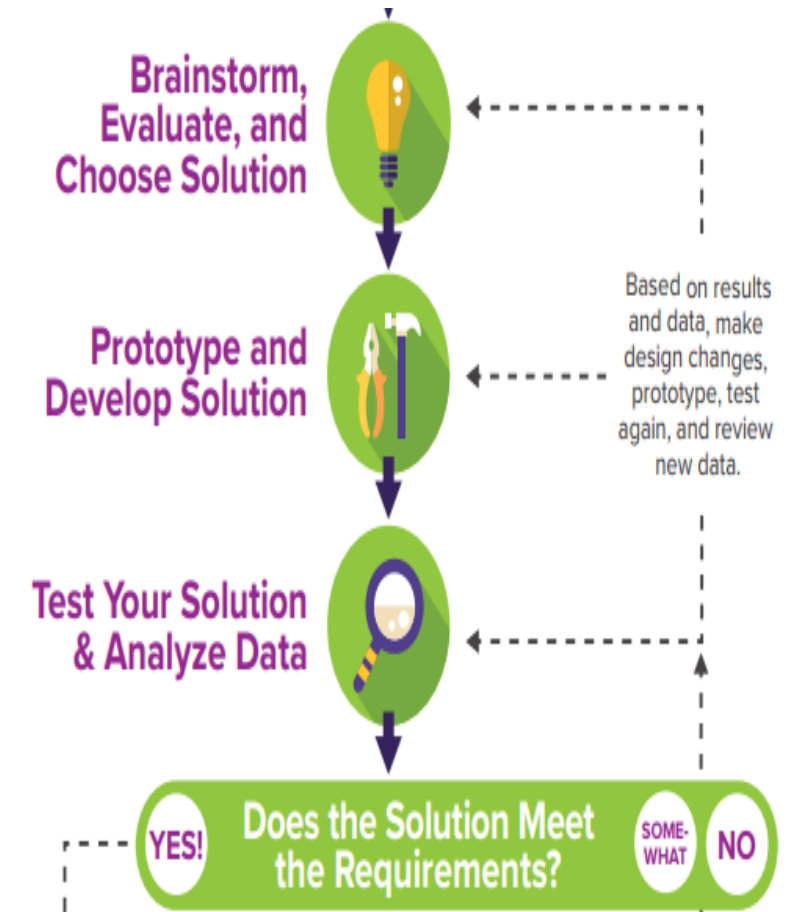 Brainstorm,
Evaluate, and
Choose Solution
Based on results
and data, make
design changes,
prototype, test
again, and review
new data.
Prototype and
Develop Solution
Test Your Solution
& Analyze Data
YES!
Does the Solution Meet
the Requirements?
SOME-
WHAT
NO